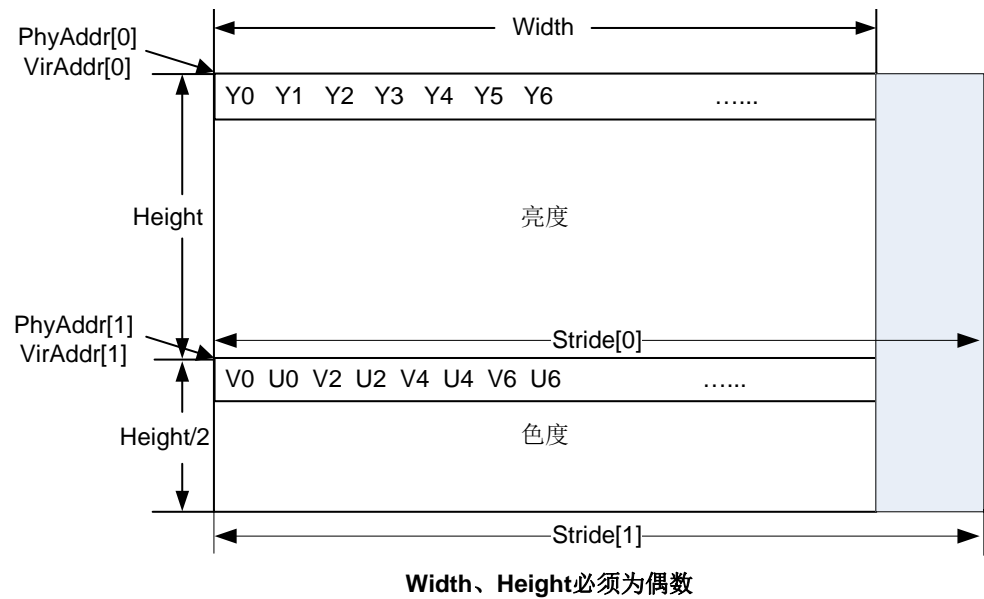 PhyAddr[0]
VirAddr[0]
Width
Y0 Y1 Y2 Y3 Y4 Y5 Y6 …...
Height
亮度
PhyAddr[1]
VirAddr[1]
Stride[0]
V0 U0 V2 U2 V4 U4 V6 U6 …...
Height/2
色度
Stride[1]
Width、Height必须为偶数